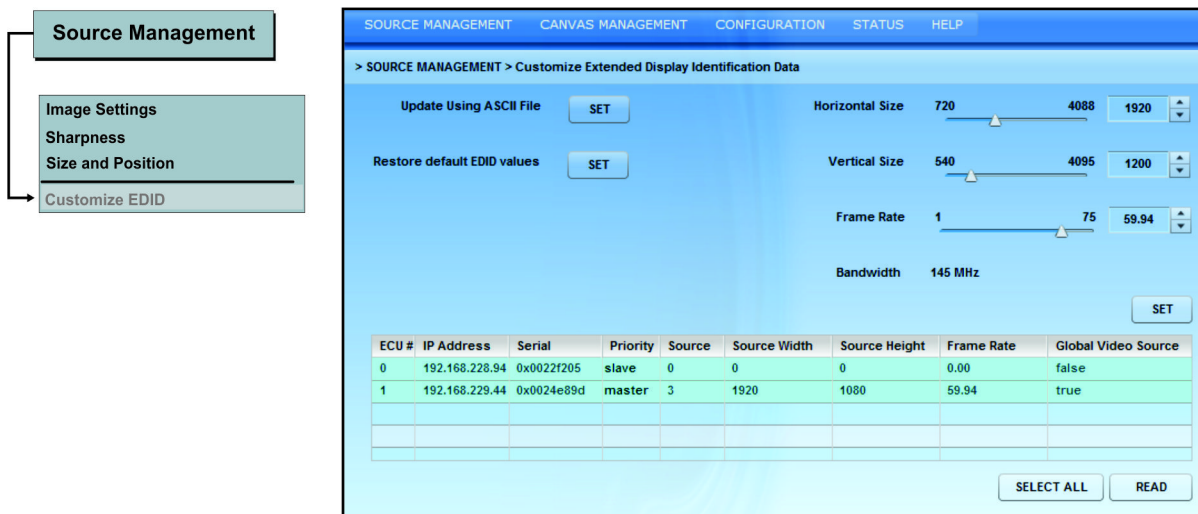 Source Management
Image Settings
Sharpness
Size and Position
Customize EDID
SOURCE MANAGEMENT CANVAS MANAGEMENT CONFIGURATION STATUS HELP
> SOURCE MANAGEMENT > Customize Extended Display Identification Data
Update Using ASCII File SET Horizontal Size 720 4088 1920
Restore default EDID values SET Vertical Size 540 4095 1200
Frame Rate 1 75 59.94
Bandwidth 145 MHz
SET
ECU # IP Address Serial Priority Source Source Width Source Height Frame Rate Global Video Source
0 192.168.228.94 0x0022f205 slave 0 0 0 0.00 false
1 192.168.229.44 0x0024e89d master 3 1920 1080 59.94 true
SELECT ALL READ